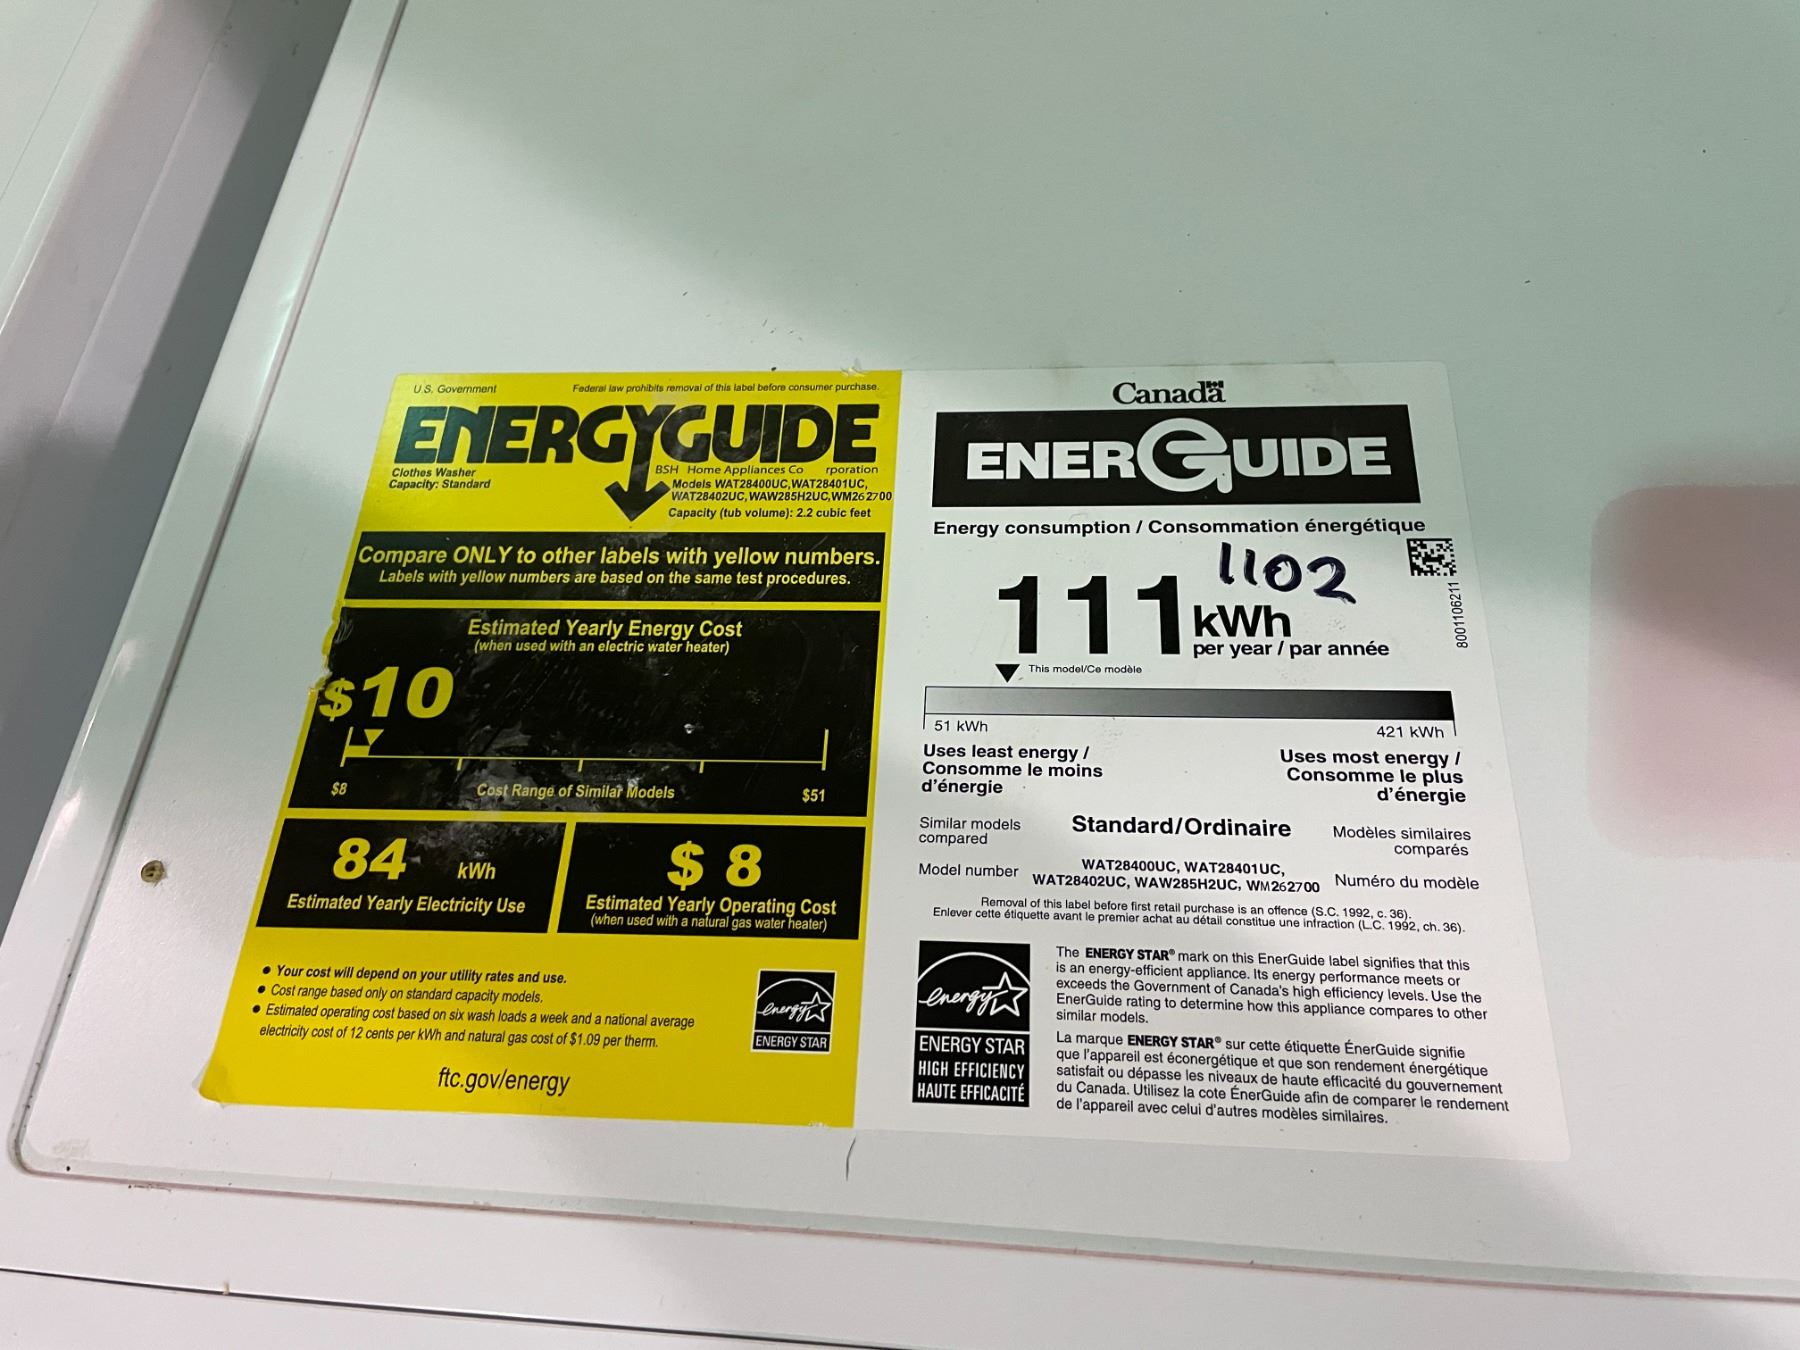 U.S. Government
Federal law prohibits removal of this label before consumer purchase.
ENERGYGUIDE
Clothes Washer
Capacity: Standard
BSH Home Appliances Co rporation
Models WAT28400UC,WAT28401UC,
WAT28402UC,WAW285H2UC,WM262700
Capacity (tub volume): 2.2 cubic feet
Compare ONLY to other labels with yellow numbers.
Labels with yellow numbers are based on the same test procedures.
Estimated Yearly Energy Cost
(when used with an electric water heater)
$10
$8
Cost Range of Similar Models
$51
84 kWh
Estimated Yearly Electricity Use
$ 8
Estimated Yearly Operating Cost
(when used with a natural gas water heater)
● Your cost will depend on your utility rates and use.
● Cost range based only on standard capacity models.
● Estimated operating cost based on six wash loads a week and a national average
electricity cost of 12 cents per kWh and natural gas cost of $1.09 per therm.
ftc.gov/energy
energy
ENERGY STAR
Canada
ENERGUIDE
Energy consumption / Consommation énergétique
1102
111 kWh
per year / par année
8001106211
This model/Ce modèle
51 kWh
421 kWh
Uses least energy /
Consomme le moins
d'énergie
Uses most energy /
Consomme le plus
d'énergie
Similar models
compared
Standard/Ordinaire
Modèles similaires
comparés
Model number
WAT28400UC, WAT28401UC,
WAT28402UC, WAW285H2UC, WM262700
Numéro du modèle
Removal of this label before first retail purchase is an offence (S.C. 1992, c. 36).
Enlever cette étiquette avant le premier achat au détail constitue une infraction (L.C. 1992, ch. 36).
energy
ENERGY STAR
HIGH EFFICIENCY
HAUTE EFFICACITÉ
The ENERGY STAR® mark on this EnerGuide label signifies that this
is an energy-efficient appliance. Its energy performance meets or
exceeds the Government of Canada's high efficiency levels. Use the
EnerGuide rating to determine how this appliance compares to other
similar models.
La marque ENERGY STAR® sur cette étiquette ÉnerGuide signifie
que l'appareil est éconergétique et que son rendement énergétique
satisfait ou dépasse les niveaux de haute efficacité du gouvernement
du Canada. Utilisez la cote ÉnerGuide afin de comparer le rendement
de l'appareil avec celui d'autres modèles similaires.